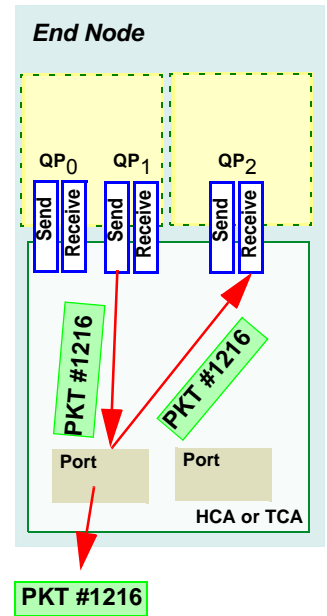 End Node
QP0 QP1 QP2
Send Receive Send Receive Send Receive
PKT #1216
PKT #1216
Port Port
HCA or TCA
PKT #1216